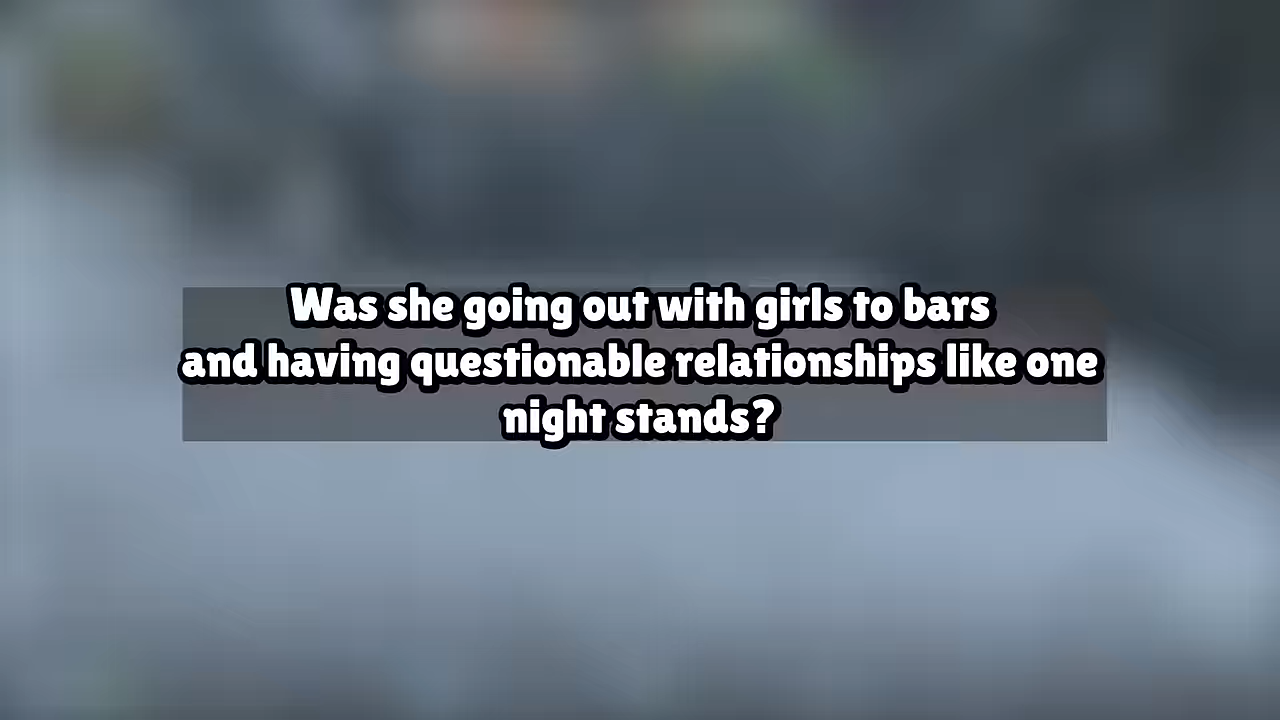 Was she going out with girls to bars
and having questionable relationships like one
night stands?